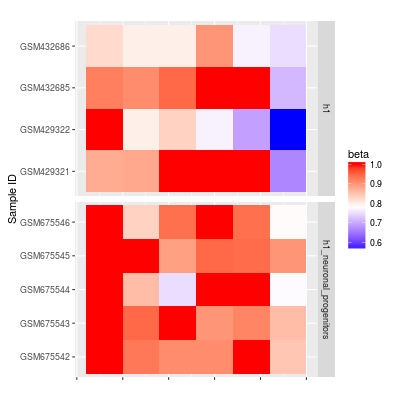 GSM432686
GSM432685
GSM429322
GSM429321
h1
GSM675546
GSM675545
GSM675544
GSM675543
GSM675542
h1_neuronal_progenitors
Sample ID
beta
1.0
0.9
0.8
0.7
0.6